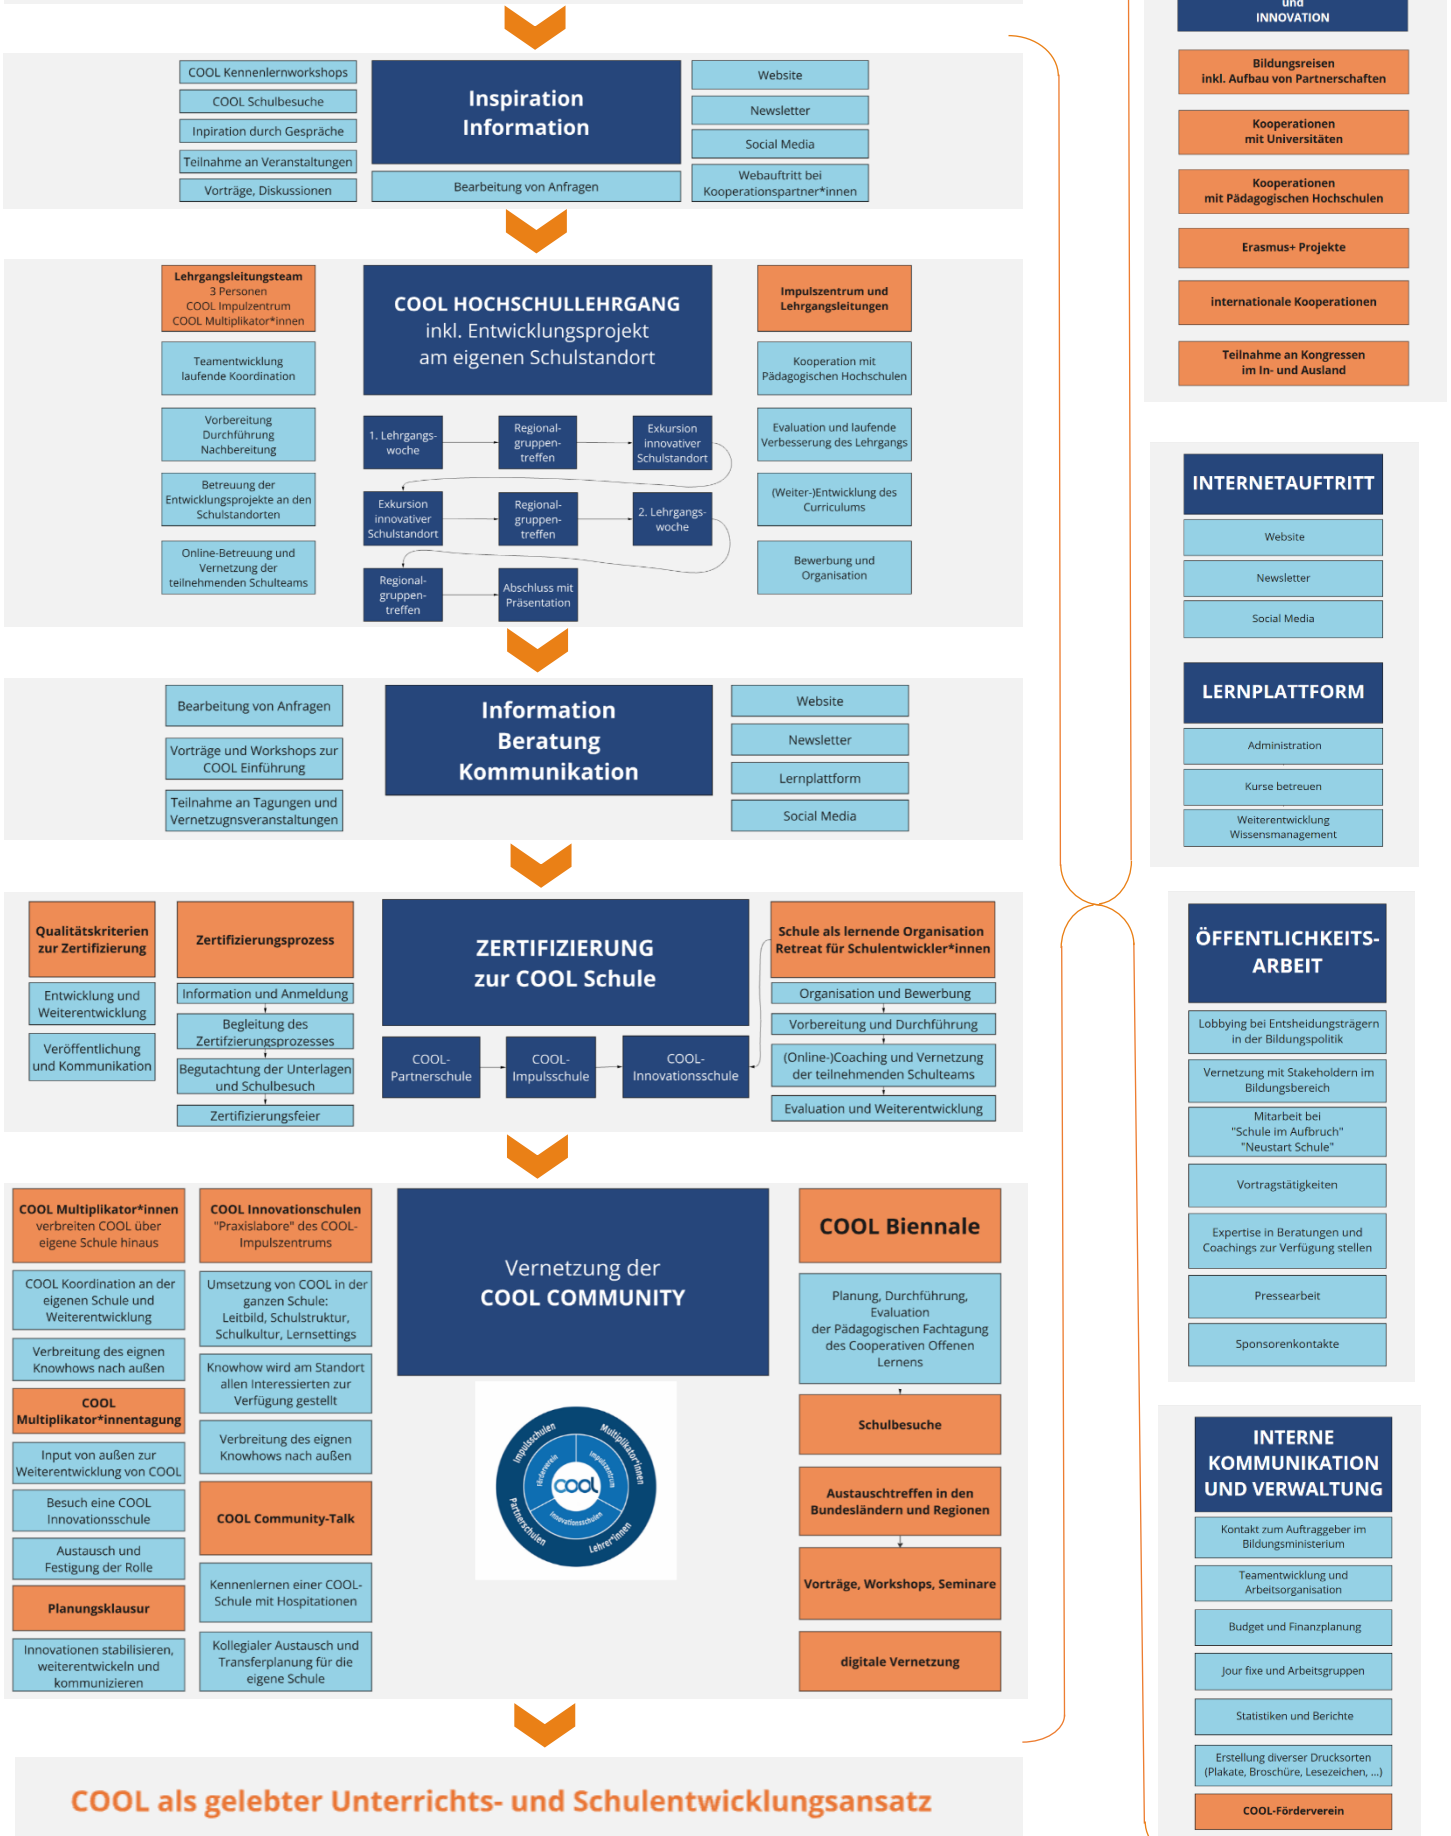 COOL Kennenlernworkshops
COOL Schulbesuche
Inpiration durch Gespräche
Teilnahme an Veranstaltungen
Vorträge, Diskussionen
Inspiration
Information
Bearbeitung von Anfragen
Website
Newsletter
Social Media
Webauftritt bei
Kooperationspartner*innen
Lehrgangsleitungsteam
3 Personen
COOL Impulzentrum
COOL Multiplikator*innen
Teamentwicklung
laufende Koordination
Vorbereitung
Durchführung
Nachbereitung
Betreuung der
Entwicklungsprojekte an den
Schulstandorten
Online-Betreuung und
Vernetzung der
teilnehmenden Schulteams
COOL HOCHSCHULLEHRGANG
inkl. Entwicklungsprojekt
am eigenen Schulstandort
1. Lehrgangs-
woche
Regional-
gruppen-
treffen
Exkursion
innovativer
Schulstandort
Exkursion
innovativer
Schulstandort
Regional-
gruppen-
treffen
2. Lehrgangs-
woche
Regional-
gruppen-
treffen
Abschluss mit
Präsentation
Impulszentrum und
Lehrgangsleitungen
Kooperation mit
Pädagogischen Hochschulen
Evaluation und laufende
Verbesserung des Lehrgangs
(Weiter-)Entwicklung des
Curriculums
Bewerbung und
Organisation
Bearbeitung von Anfragen
Vorträge und Workshops zur
COOL Einführung
Teilnahme an Tagungen und
Vernetzugnsveranstaltungen
Information
Beratung
Kommunikation
Website
Newsletter
Lernplattform
Social Media
Qualitätskriterien
zur Zertifizierung
Entwicklung und
Weiterentwicklung
Veröffentlichung
und Kommunikation
Zertifizierungsprozess
Information und Anmeldung
Begleitung des
Zertifzierungsprozesses
Begutachtung der Unterlagen
und Schulbesuch
Zertifizierungsfeier
ZERTIFIZIERUNG
zur COOL Schule
COOL-
Partnerschule
COOL-
Impulsschule
COOL-
Innovationsschule
Schule als lernende Organisation
Retreat für Schulentwickler*innen
Organisation und Bewerbung
Vorbereitung und Durchführung
(Online-)Coaching und Vernetzung
der teilnehmenden Schulteams
Evaluation und Weiterentwicklung
COOL Multiplikator*innen
verbreiten COOL über
eigene Schule hinaus
COOL Koordination an der
eigenen Schule und
Weiterentwicklung
Verbreitung des eignen
Knowhows nach außen
COOL
Multiplikator*innentagung
Input von außen zur
Weiterentwicklung von COOL
Besuch eine COOL
Innovationsschule
Austausch und
Festigung der Rolle
Planungsklausur
Innovationen stabilisieren,
weiterentwickeln und
kommunizieren
COOL Innovationschulen
"Praxislabore" des COOL-
Impulszentrums
Umsetzung von COOL in der
ganzen Schule:
Leitbild, Schulstruktur,
Schulkultur, Lernsettings
Knowhow wird am Standort
allen Interessierten zur
Verfügung gestellt
Verbreitung des eignen
Knowhows nach außen
COOL Community-Talk
Kennenlernen einer COOL-
Schule mit Hospitationen
Kollegialer Austausch und
Transferplanung für die
eigene Schule
Vernetzung der
COOL COMMUNITY
Impulsschulen
Multiplikator*innen
Partnerschulen
Lehrer*innen
Förderverein
Impulszentrum
Innovationsschulen
cool
COOL Biennale
Planung, Durchführung,
Evaluation
der Pädagogischen Fachtagung
des Cooperativen Offenen
Lernens
Schulbesuche
Austauschtreffen in den
Bundesländern und Regionen
Vorträge, Workshops, Seminare
digitale Vernetzung
COOL als gelebter Unterrichts- und Schulentwicklungsansatz
und
INNOVATION
Bildungsreisen
inkl. Aufbau von Partnerschaften
Kooperationen
mit Universitäten
Kooperationen
mit Pädagogischen Hochschulen
Erasmus+ Projekte
internationale Kooperationen
Teilnahme an Kongressen
im In- und Ausland
INTERNETAUFTRITT
Website
Newsletter
Social Media
LERNPLATTFORM
Administration
Kurse betreuen
Weiterentwicklung
Wissensmanagement
ÖFFENTLICHKEITS-
ARBEIT
Lobbying bei Entsheidungsträgern
in der Bildungspolitik
Vernetzung mit Stakeholdern im
Bildungsbereich
Mitarbeit bei
"Schule im Aufbruch"
"Neustart Schule"
Vortragstätigkeiten
Expertise in Beratungen und
Coachings zur Verfügung stellen
Pressearbeit
Sponsorenkontakte
INTERNE
KOMMUNIKATION
UND VERWALTUNG
Kontakt zum Auftraggeber im
Bildungsministerium
Teamentwicklung und
Arbeitsorganisation
Budget und Finanzplanung
Jour fixe und Arbeitsgruppen
Statistiken und Berichte
Erstellung diverser Drucksorten
(Plakate, Broschüre, Lesezeichen, ...)
COOL-Förderverein